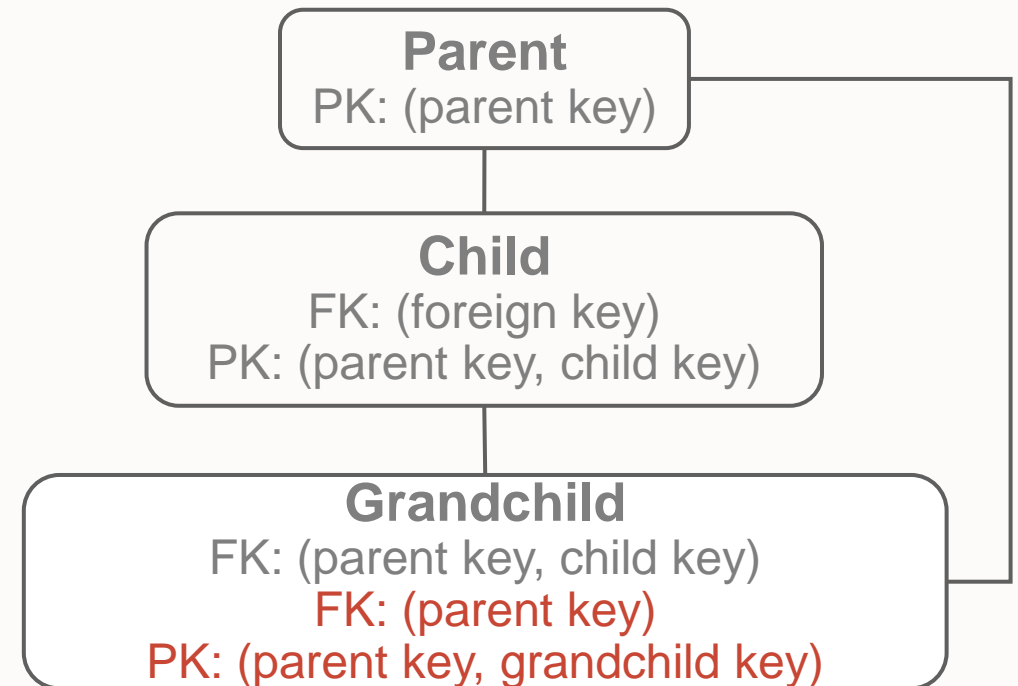 Parent
PK: (parent key)
Child
FK: (foreign key)
PK: (parent key, child key)
Grandchild
FK: (parent key, child key)
FK: (parent key)
PK: (parent key, grandchild key)